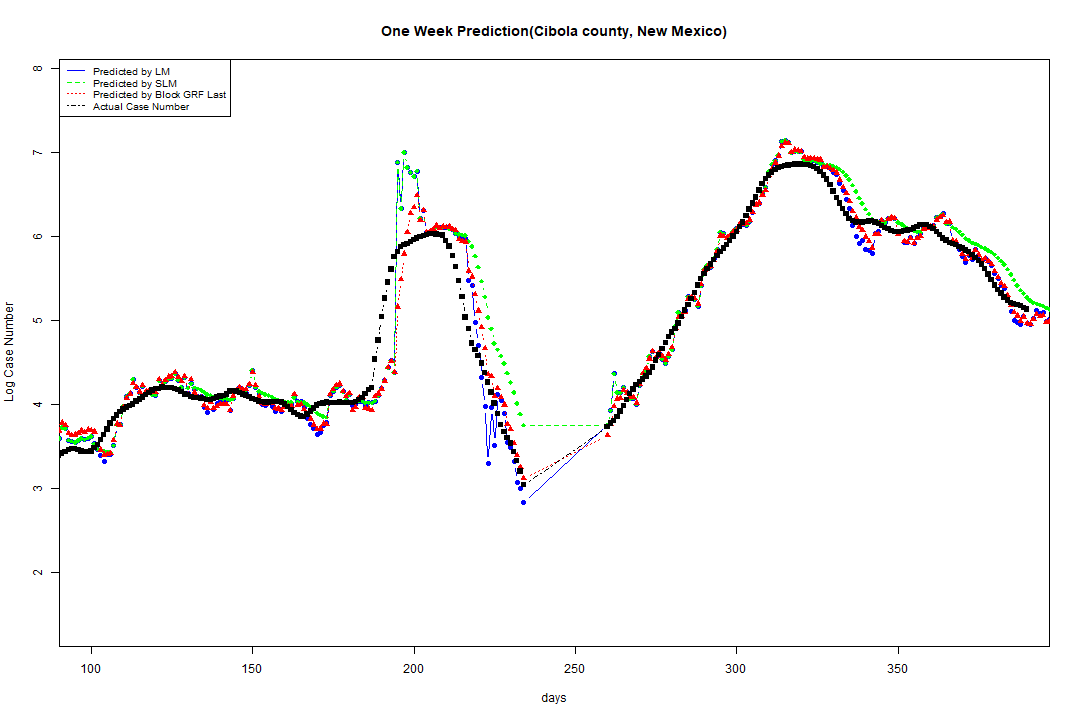 One Week Prediction(Cibola county, New Mexico)
Predicted by LM
Predicted by SLM
Predicted by Block GRF Last
Actual Case Number
Log Case Number
8
7
6
5
4
3
2
100 150 200 250 300 350
days